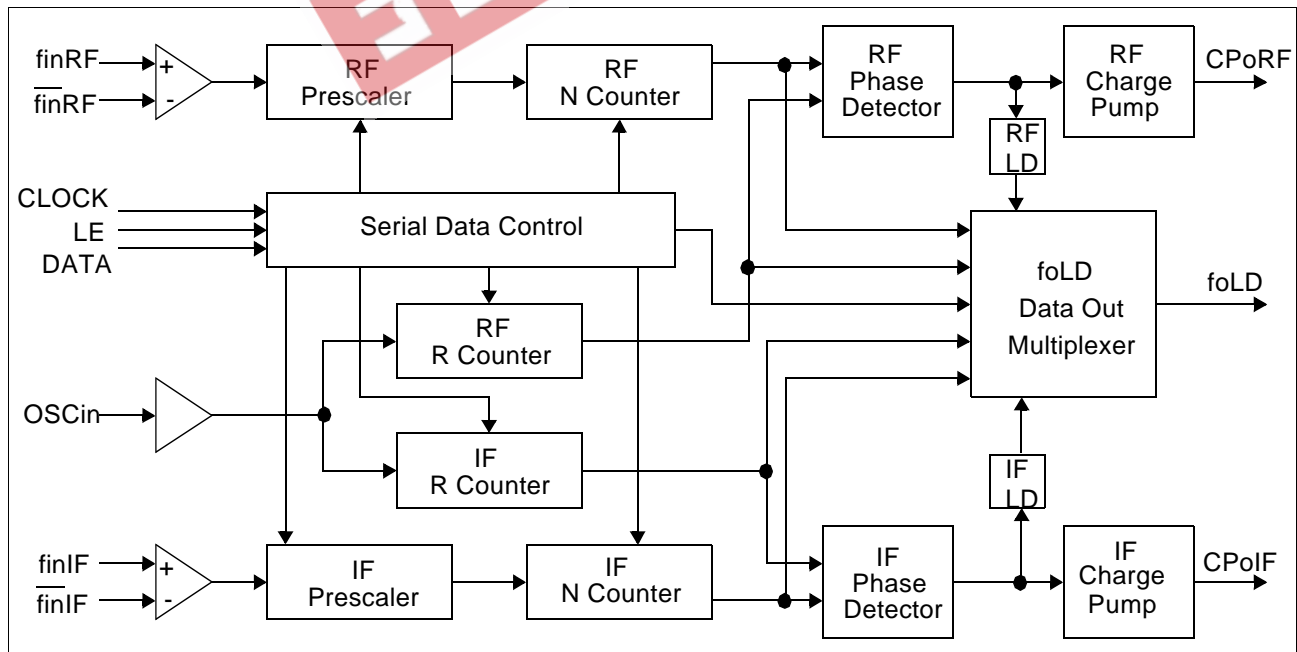 finRF
finRF
+
-
RF
Prescaler
RF
N Counter
RF
Phase
Detector
RF
Charge
Pump
CPoRF
RF
LD
CLOCK
LE
DATA
Serial Data Control
foLD
Data Out
Multiplexer
foLD
RF
R Counter
OSCin
IF
R Counter
IF
LD
finIF
finIF
+
-
IF
Prescaler
IF
N Counter
IF
Phase
Detector
IF
Charge
Pump
CPoIF